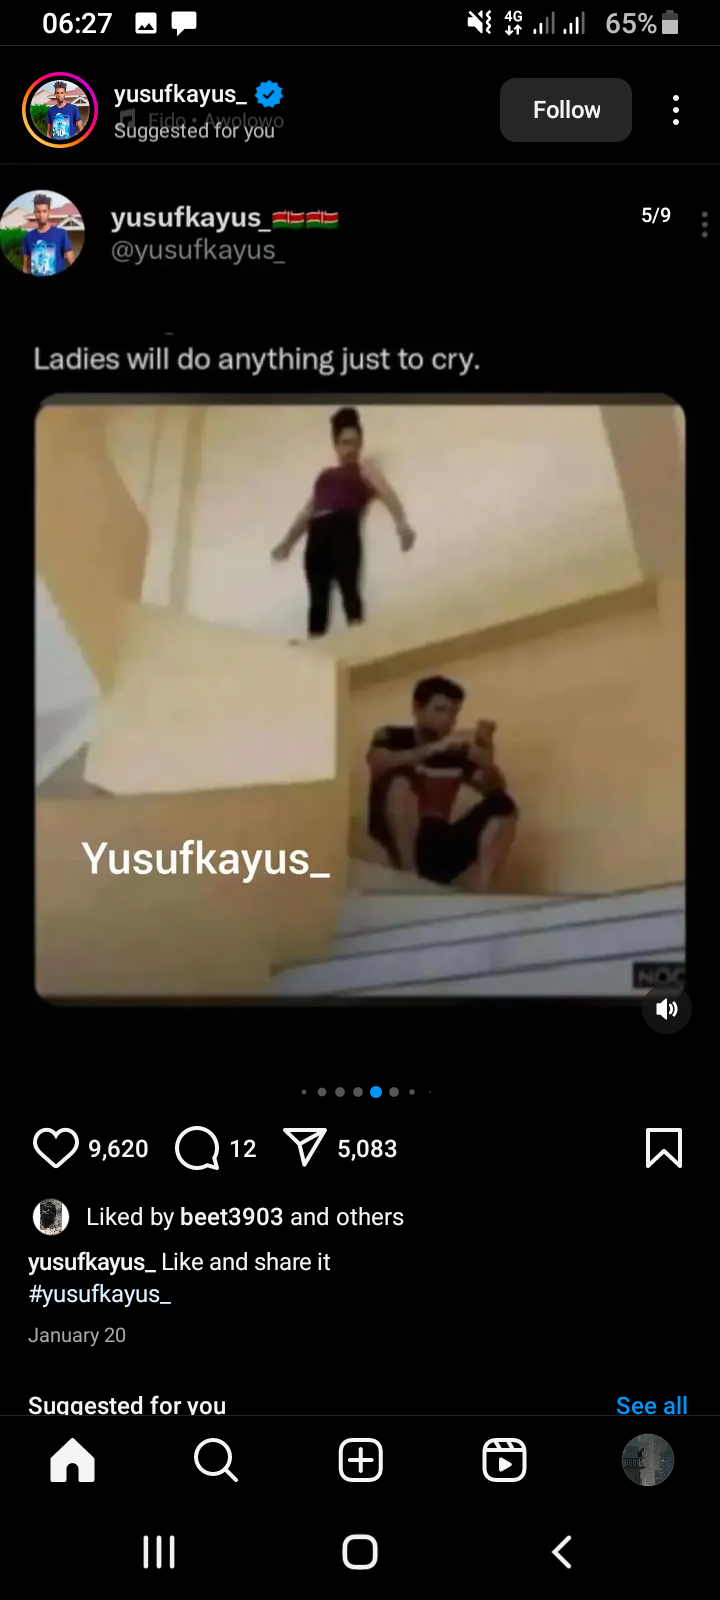 06:27
4G
65%
yusufkayus_
Fido • Awolowo
Suggested for you
Follow
yusufkayus_🇰🇪🇰🇪
@yusufkayus_
5/9
Ladies will do anything just to cry.
Yusufkayus_
9,620
12
5,083
Liked by beet3903 and others
yusufkayus_ Like and share it
#yusufkayus_
January 20
Suggested for you
See all